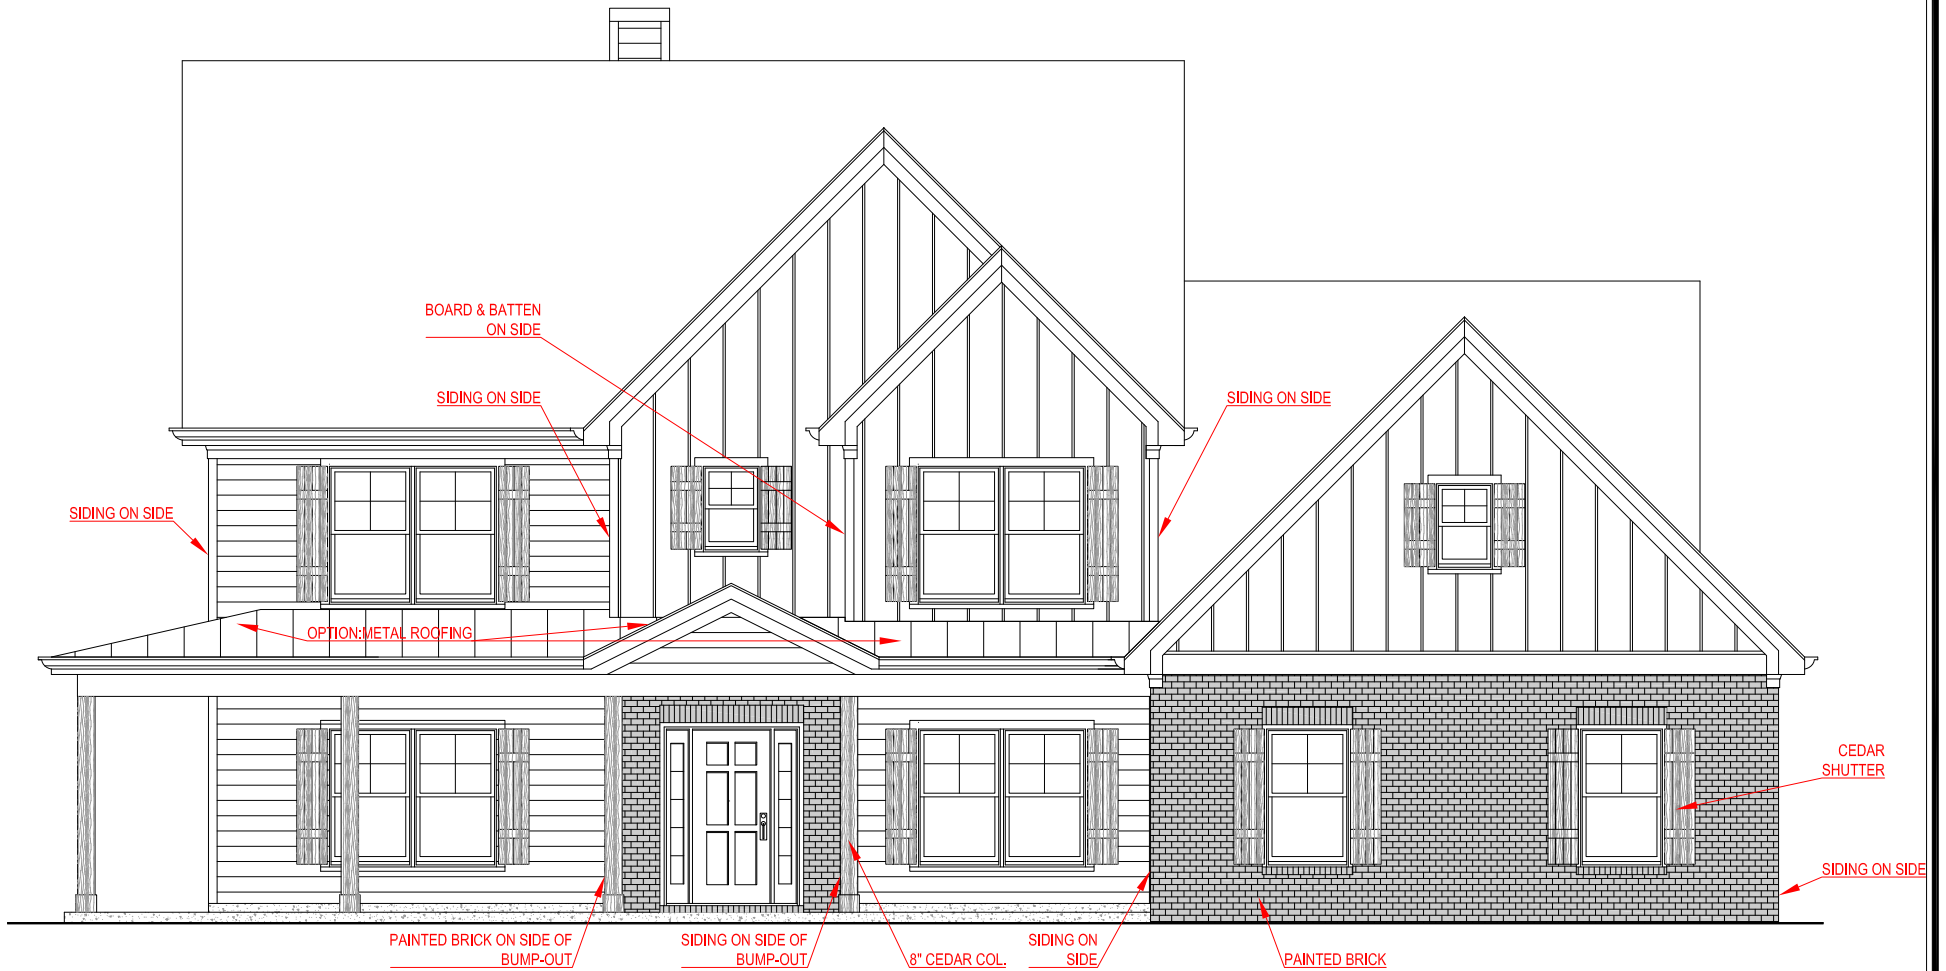 BOARD & BATTEN
ON SIDE
SIDING ON SIDE
SIDING ON SIDE
SIDING ON SIDE
OPTION:METAL ROOFING
CEDAR
SHUTTER
SIDING ON SIDE
PAINTED BRICK ON SIDE OF
BUMP-OUT
SIDING ON SIDE OF
BUMP-OUT
8" CEDAR COL.
SIDING ON
SIDE
PAINTED BRICK